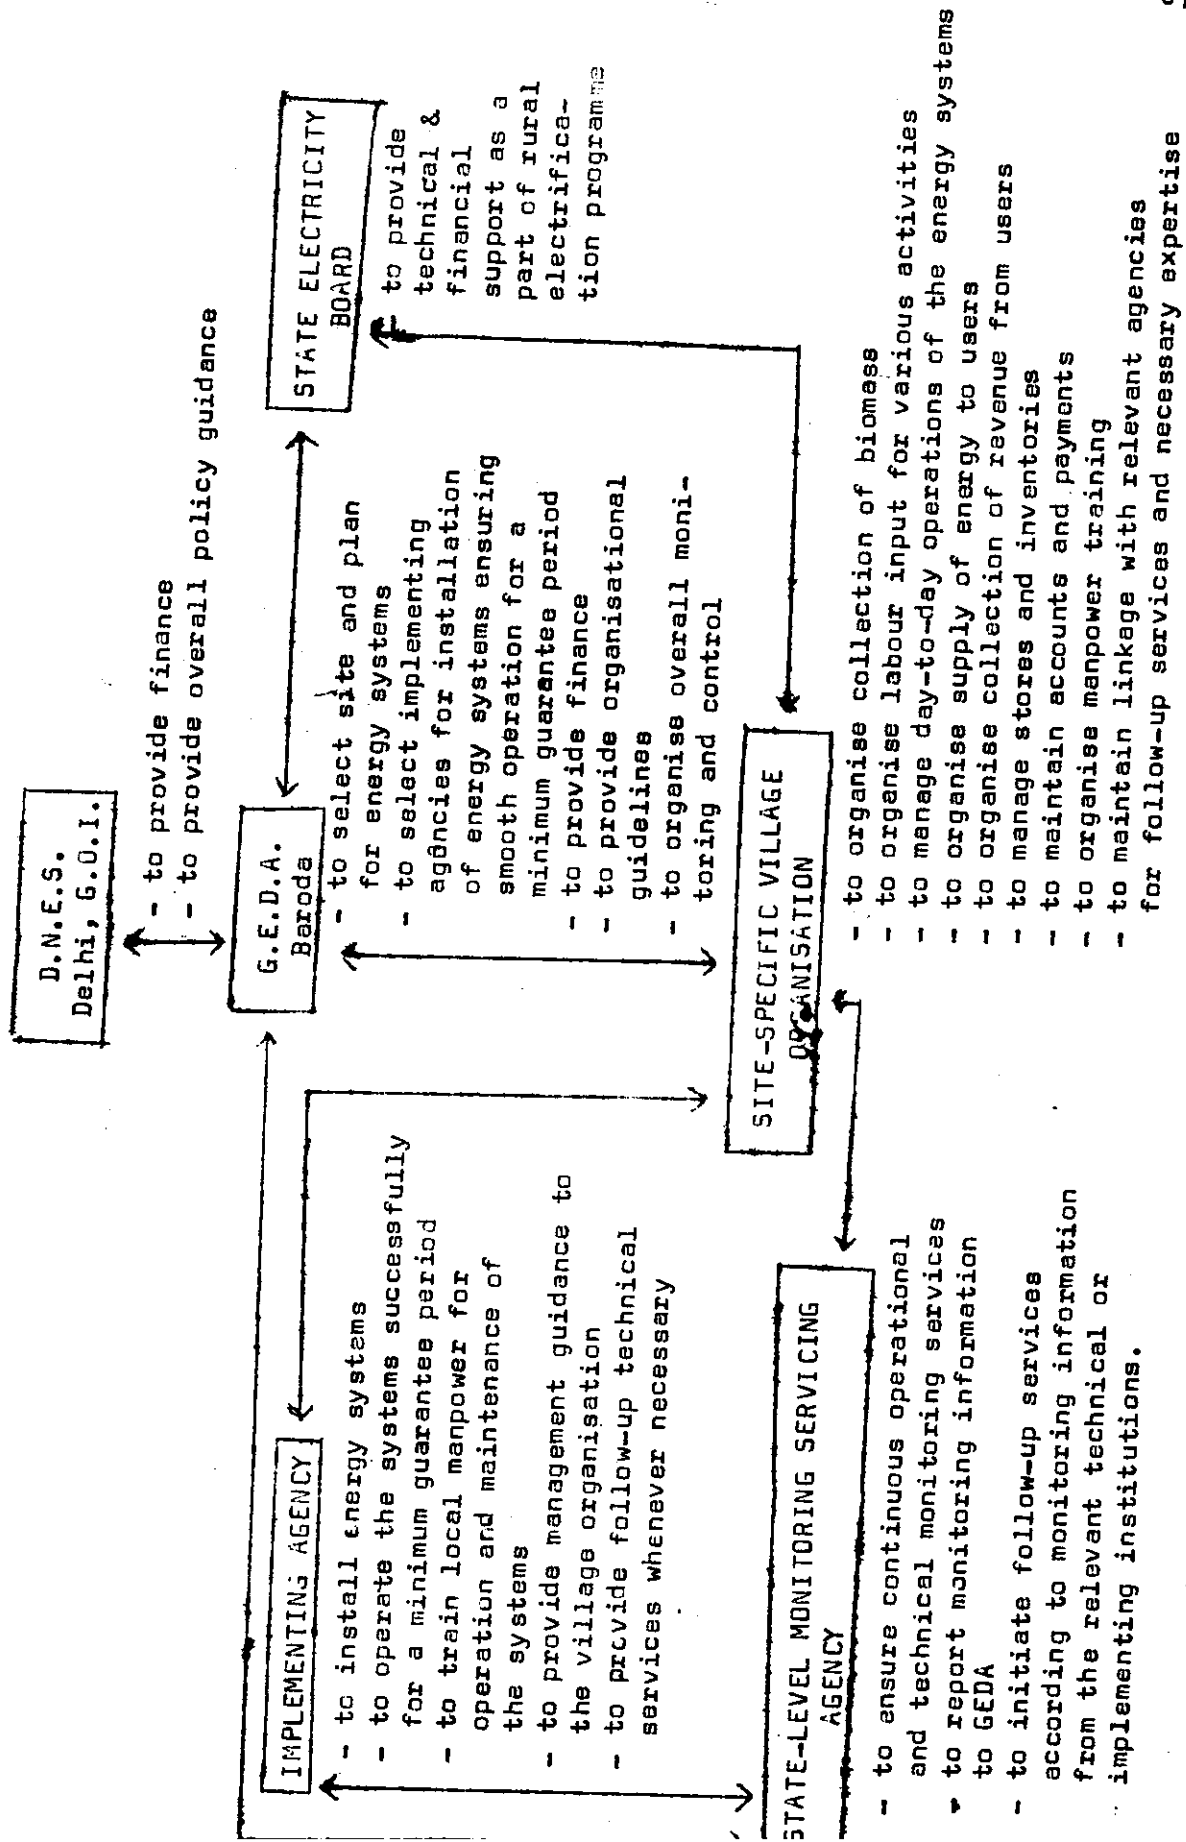 D.N.E.S.
Delhi, G.O.I.
- to provide finance
- to provide overall policy guidance
G.E.D.A.
Baroda
- to select site and plan
for energy systems
- to select implementing
agencies for installation
of energy systems ensuring
smooth operation for a
minimum guarantee period
- to provide finance
- to provide organisational
guidelines
- to organise overall moni-
toring and control
STATE ELECTRICITY
BOARD
- to provide
technical &
financial
support as a
part of rural
electrifica-
tion programme
IMPLEMENTING AGENCY
- to install energy systems
- to operate the systems successfully
for a minimum guarantee period
- to train local manpower for
operation and maintenance of
the systems
- to provide management guidance to
the village organisation
- to provide follow-up technical
services whenever necessary
SITE-SPECIFIC VILLAGE
ORGANISATION
- to organise collection of biomass
- to organise labour input for various activities
- to manage day-to-day operations of the energy systems
- to organise supply of energy to users
- to organise collection of revenue from users
- to manage stores and inventories
- to maintain accounts and payments
- to organise manpower training
- to maintain linkage with relevant agencies
for follow-up services and necessary expertise
STATE-LEVEL MONITORING SERVICING
AGENCY
- to ensure continuous operational
and technical monitoring services
- to report monitoring information
to GEDA
- to initiate follow-up services
according to monitoring information
from the relevant technical or
implementing institutions.